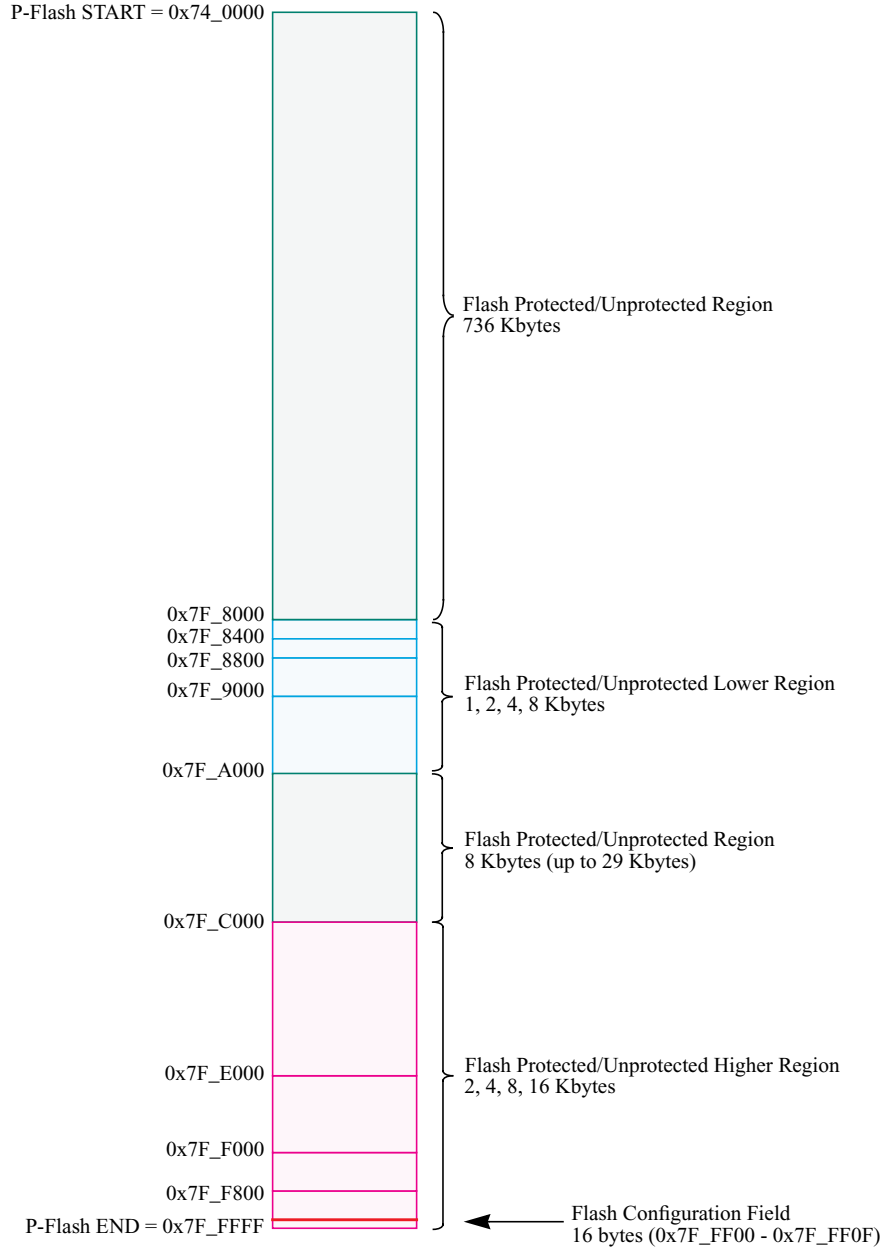 P-Flash START = 0x74_0000
Flash Protected/Unprotected Region
736 Kbytes
0x7F_8000
0x7F_8400
0x7F_8800
0x7F_9000
Flash Protected/Unprotected Lower Region
1, 2, 4, 8 Kbytes
0x7F_A000
Flash Protected/Unprotected Region
8 Kbytes (up to 29 Kbytes)
0x7F_C000
Flash Protected/Unprotected Higher Region
2, 4, 8, 16 Kbytes
0x7F_E000
0x7F_F000
0x7F_F800
P-Flash END = 0x7F_FFFF
Flash Configuration Field
16 bytes (0x7F_FF00 - 0x7F_FF0F)